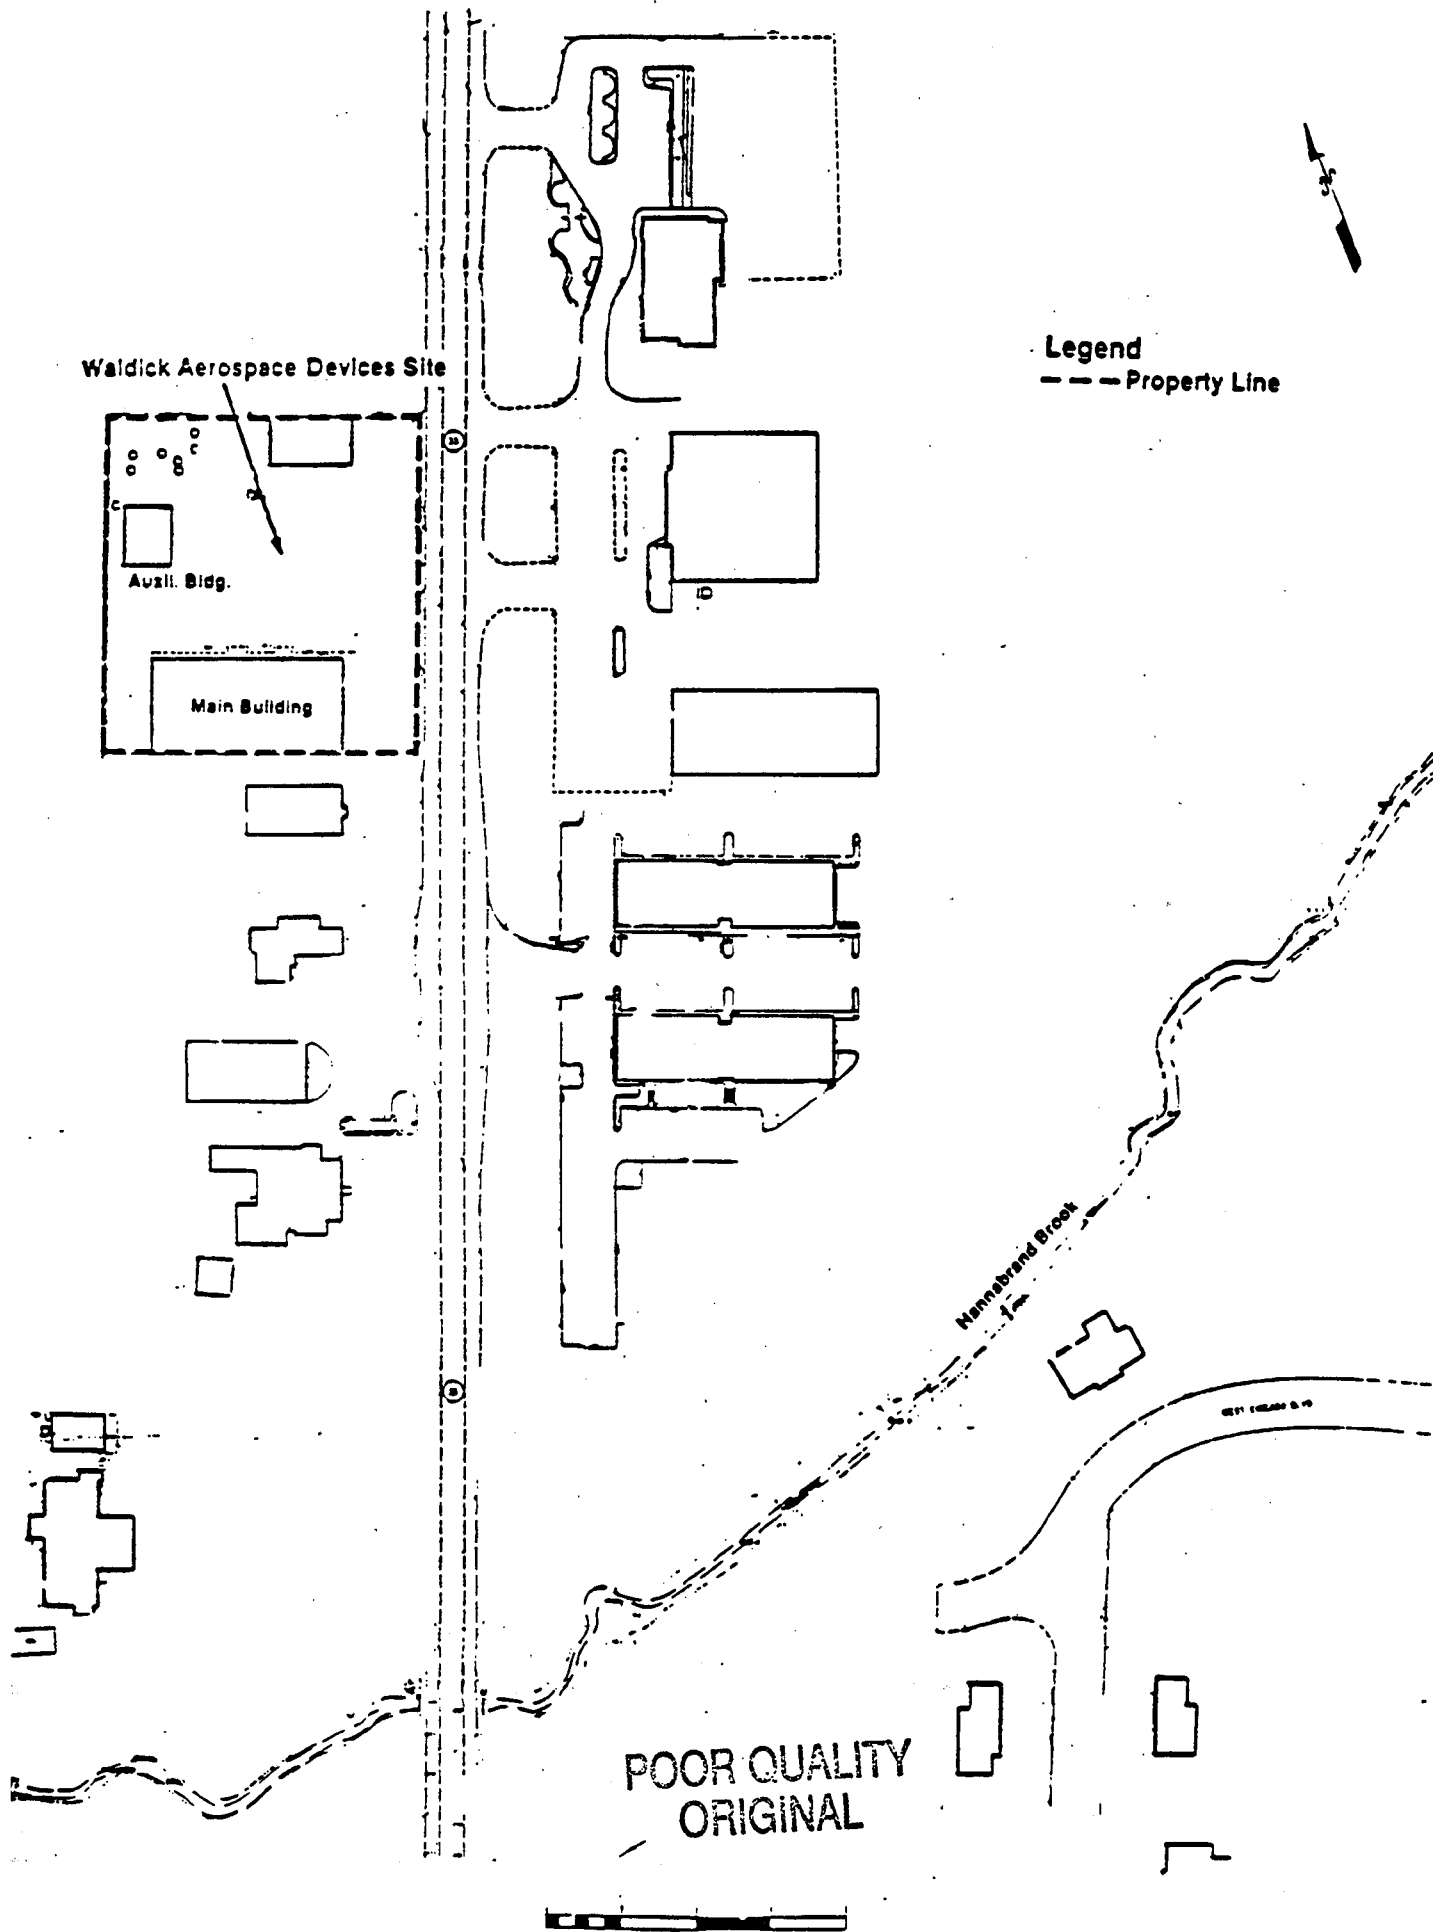 Waldick Aerospace Devices Site
Legend
Property Line
Auxil. Bldg.
Main Building
Hannabrand Brook
POOR QUALITY
ORIGINAL